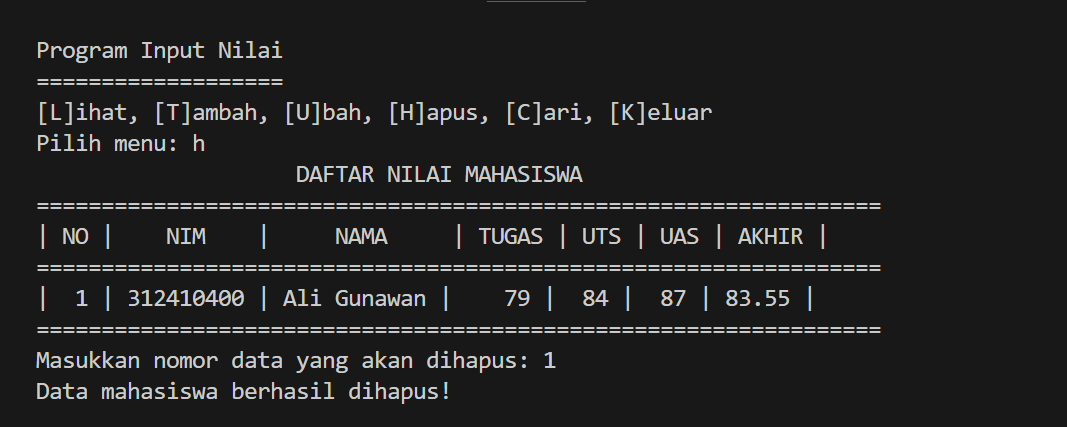 Program Input Nilai
===================
[L]ihat, [T]ambah, [U]bah, [H]apus, [C]ari, [K]eluar
Pilih menu: h
                    DAFTAR NILAI MAHASISWA
=================================================================
| NO |    NIM    |     NAMA     | TUGAS | UTS | UAS | AKHIR |
=================================================================
|  1 | 312410400 | Ali Gunawan |    79 |  84 |  87 | 83.55 |
=================================================================
Masukkan nomor data yang akan dihapus: 1
Data mahasiswa berhasil dihapus!